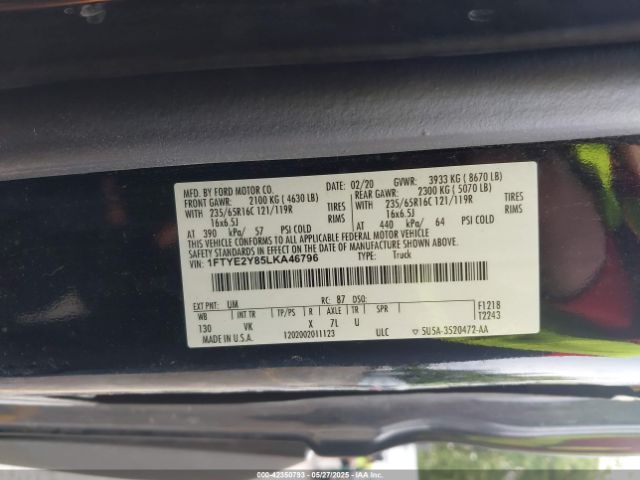 MFD. BY FORD MOTOR CO. 02/20 GVWR: 3933 KG ( 8670 LB)
FRONT GAWR: 2100 KG ( 4630 LB) REAR GAWR: 2300 KG ( 5070 LB)
WITH WITH
235/65R16C 121/119R TIRES 235/65R16C 121/119R TIRES
16x6.5J RIMS 16x6.5J RIMS
AT 390 kPa/ 57 PSI COLD AT 440 kPa/ 64 PSI COLD
THIS VEHICLE CONFORMS TO ALL APPLICABLE FEDERAL MOTOR VEHICLE
SAFETY STANDARDS IN EFFECT ON THE DATE OF MANUFACTURE SHOWN ABOVE
VIN: 1FTYE2Y85LKA46796 TYPE: Truck
EXT PNT: UM RC: 87 DSO: F1218
WB INT TR TP/PS R AXLE TR T2243
130 VK X 7L U
MADE IN U.S.A. 1202002011123 ULC ▽ 5U5A-3520472-AA
00-42350793 - 05/27/2025 - IAA Inc.